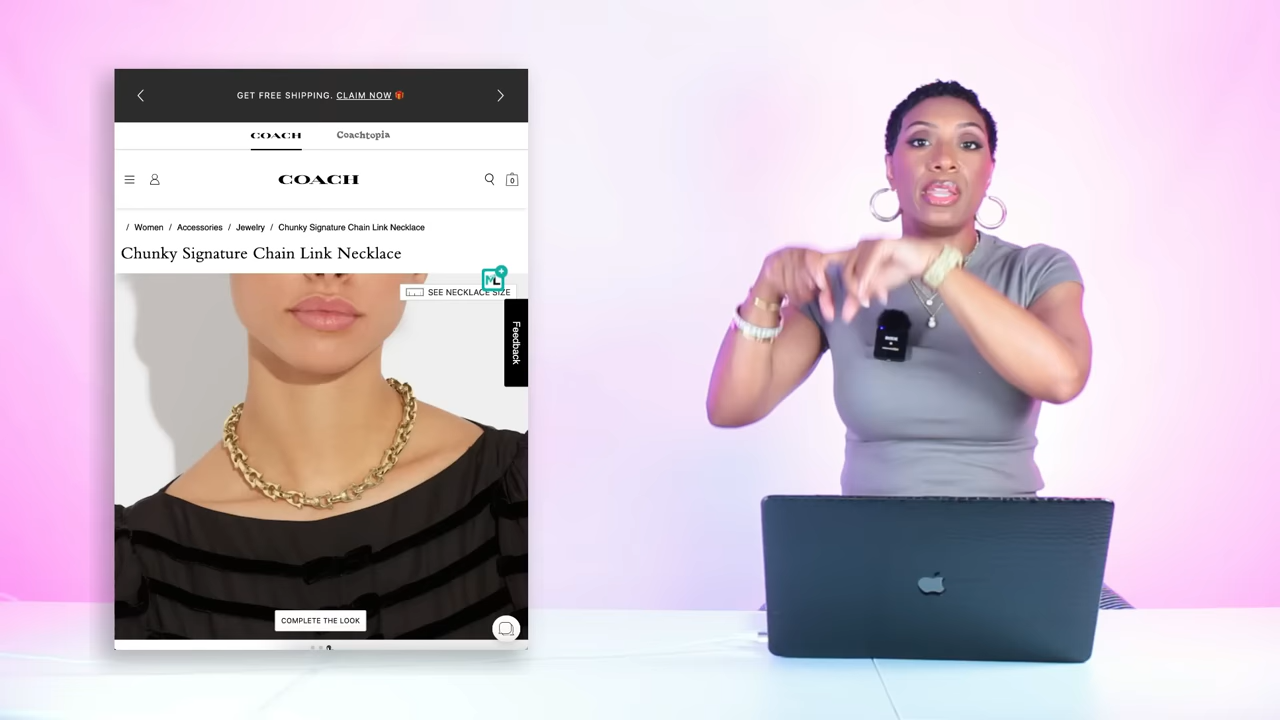 GET FREE SHIPPING. CLAIM NOW
COACH Coachtopia
COACH
0
/ Women / Accessories / Jewelry / Chunky Signature Chain Link Necklace
Chunky Signature Chain Link Necklace
ML
SEE NECKLACE SIZE
Feedback
COMPLETE THE LOOK